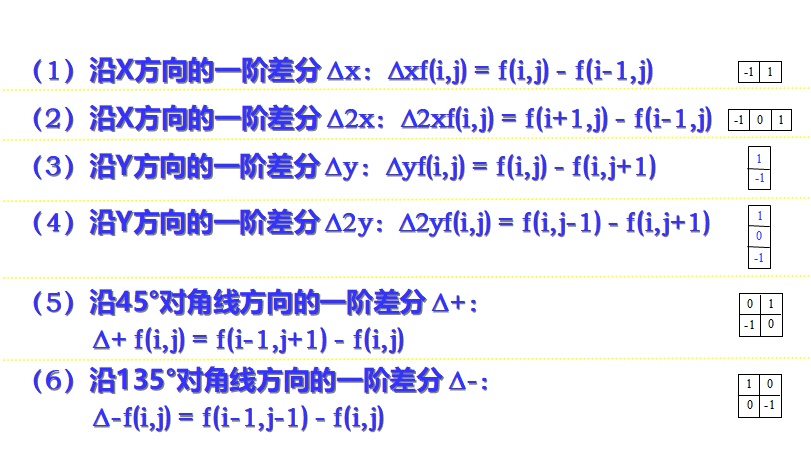 (1) 沿X方向的一阶差分 Δx: Δxf(i,j) = f(i,j) - f(i-1,j)
-1 1
(2) 沿X方向的一阶差分 Δ2x: Δ2xf(i,j) = f(i+1,j) - f(i-1,j)
-1 0 1
(3) 沿Y方向的一阶差分 Δy: Δyf(i,j) = f(i,j) - f(i,j+1)
1
-1
(4) 沿Y方向的一阶差分 Δ2y: Δ2yf(i,j) = f(i,j-1) - f(i,j+1)
1
0
-1
(5) 沿45°对角线方向的一阶差分 Δ+:
Δ+ f(i,j) = f(i-1,j+1) - f(i,j)
0 1
-1 0
(6) 沿135°对角线方向的一阶差分 Δ-:
Δ-f(i,j) = f(i-1,j-1) - f(i,j)
1 0
0 -1